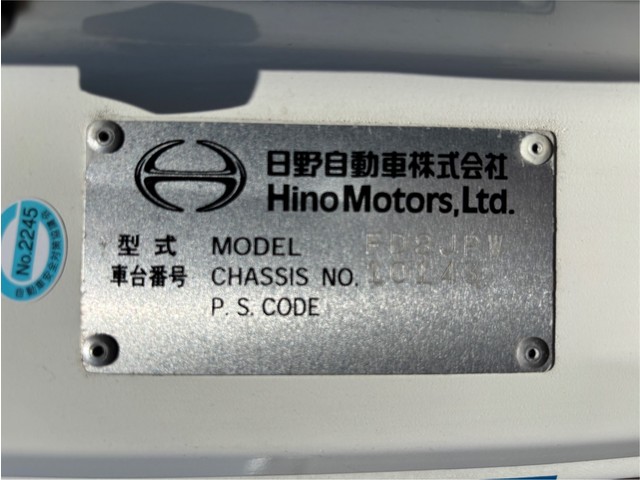 日野自動車株式会社
Hino Motors, Ltd.
型式 MODEL
車台番号 CHASSIS NO.
P. S. CODE
No.2245